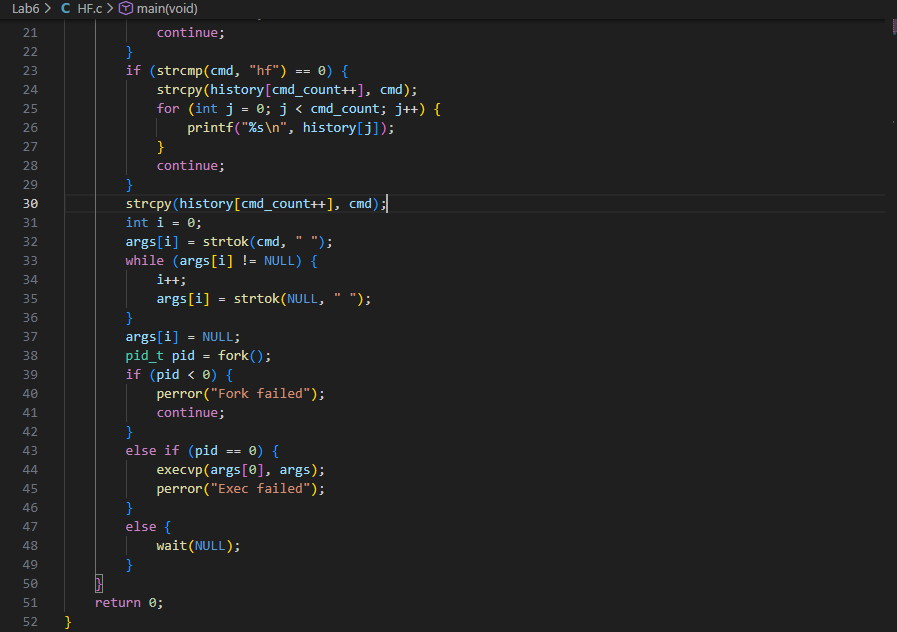 Lab6 > C HF.c > main(void)
21 continue;
22 }
23 if (strcmp(cmd, "hf") == 0) {
24 strcpy(history[cmd_count++], cmd);
25 for (int j = 0; j < cmd_count; j++) {
26 printf("%s\n", history[j]);
27 }
28 continue;
29 }
30 strcpy(history[cmd_count++], cmd);
31 int i = 0;
32 args[i] = strtok(cmd, " ");
33 while (args[i] != NULL) {
34 i++;
35 args[i] = strtok(NULL, " ");
36 }
37 args[i] = NULL;
38 pid_t pid = fork();
39 if (pid < 0) {
40 perror("Fork failed");
41 continue;
42 }
43 else if (pid == 0) {
44 execvp(args[0], args);
45 perror("Exec failed");
46 }
47 else {
48 wait(NULL);
49 }
50 }
51 return 0;
52 }